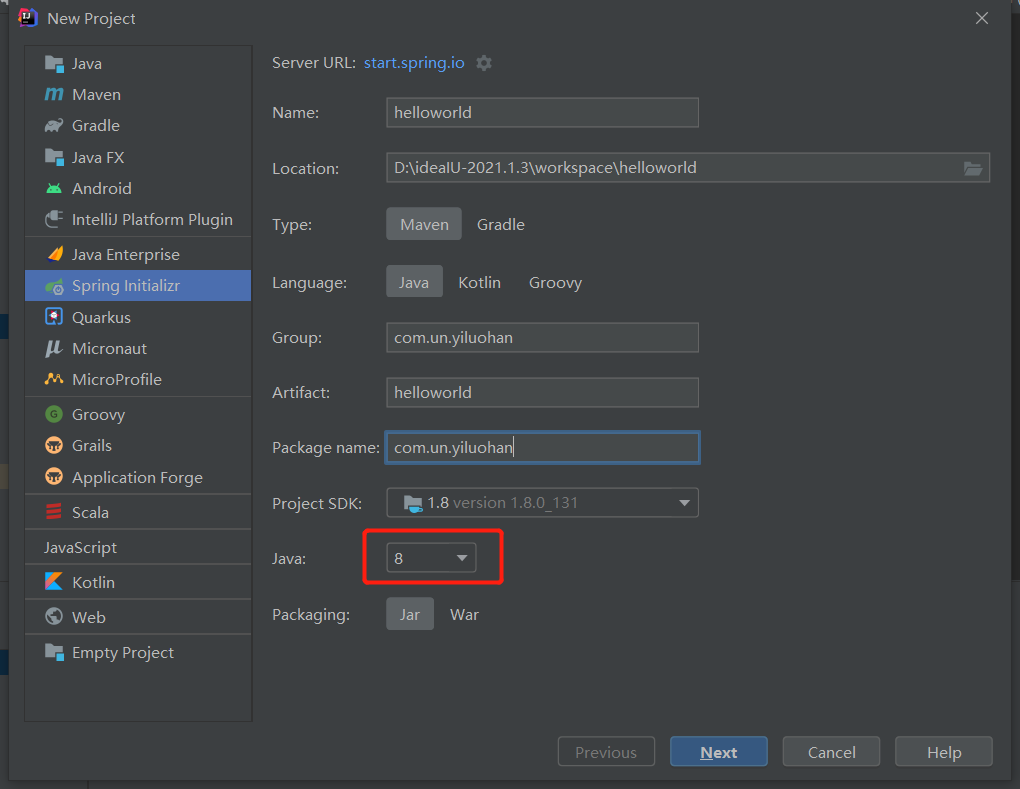 New Project
Java
Maven
Gradle
Java FX
Android
IntelliJ Platform Plugin
Java Enterprise
Spring Initializr
Quarkus
Micronaut
MicroProfile
Groovy
Grails
Application Forge
Scala
JavaScript
Kotlin
Web
Empty Project
Server URL: start.spring.io
Name: helloworld
Location: D:\ideaIU-2021.1.3\workspace\helloworld
Type: Maven Gradle
Language: Java Kotlin Groovy
Group: com.un.yiluohan
Artifact: helloworld
Package name: com.un.yiluohan
Project SDK: 1.8 version 1.8.0_131
Java: 8
Packaging: Jar War
Previous Next Cancel Help